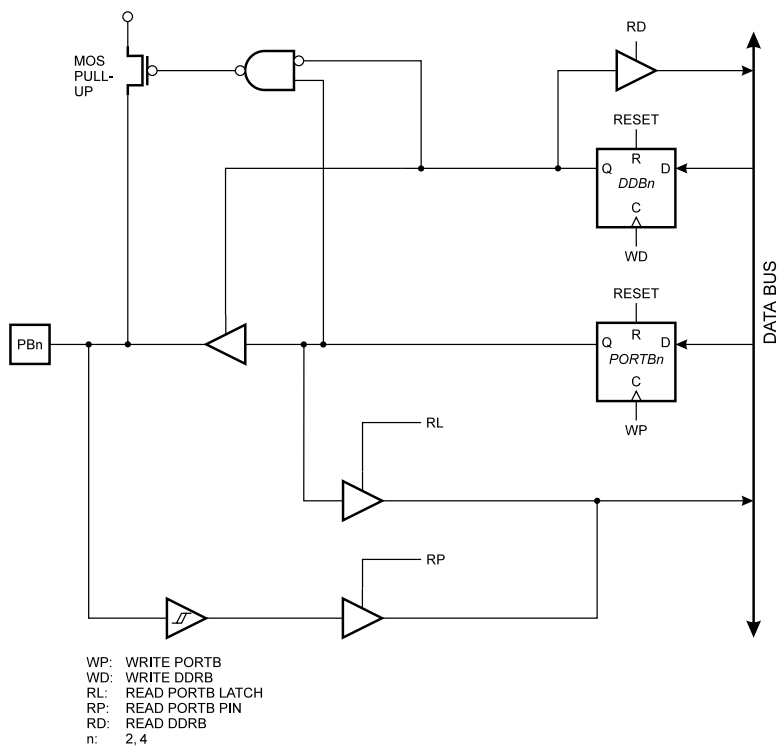 RD
MOS
PULL-
UP
RESET
R
Q
D
DDBn
C
WD
DATA BUS
RESET
R
PBn
Q
D
PORTBn
C
WP
RL
RP
WP: WRITE PORTB
WD: WRITE DDRB
RL: READ PORTB LATCH
RP: READ PORTB PIN
RD: READ DDRB
n: 2, 4